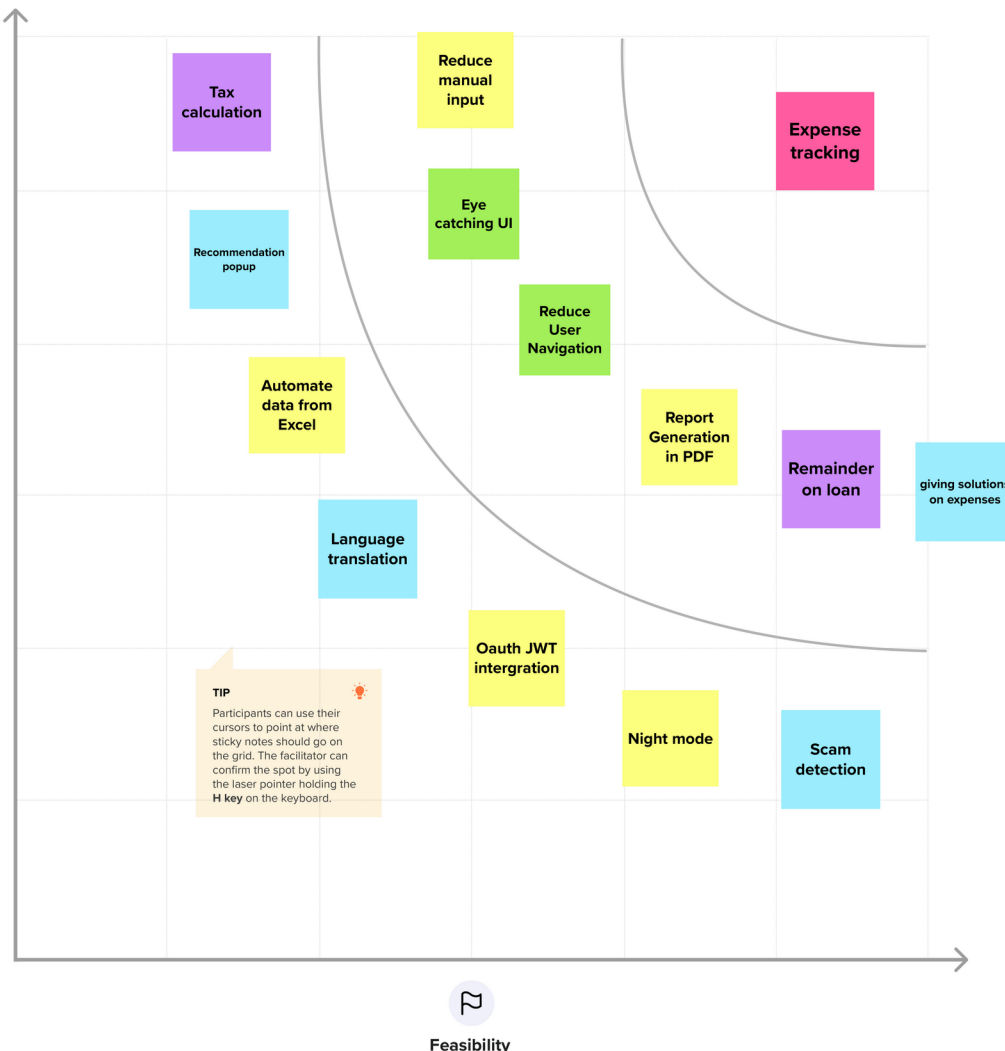 Reduce
manual
input
Tax
calculation
Expense
tracking
Eye
catching UI
Recommendation
popup
Reduce
User
Navigation
Automate
data from
Excel
Report
Generation
in PDF
Remainder
on loan
giving solutions
on expenses
Language
translation
Oauth JWT
intergration
TIP
Participants can use their
cursors to point at where
sticky notes should go on
the grid. The facilitator can
confirm the spot by using
the laser pointer holding the
H key on the keyboard.
Night mode
Scam
detection
Feasibility